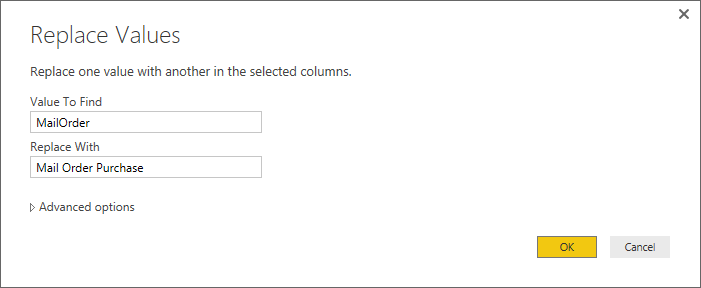 Replace Values
Replace one value with another in the selected columns.
Value To Find
MailOrder
Replace With
Mail Order Purchase
Advanced options
OK
Cancel